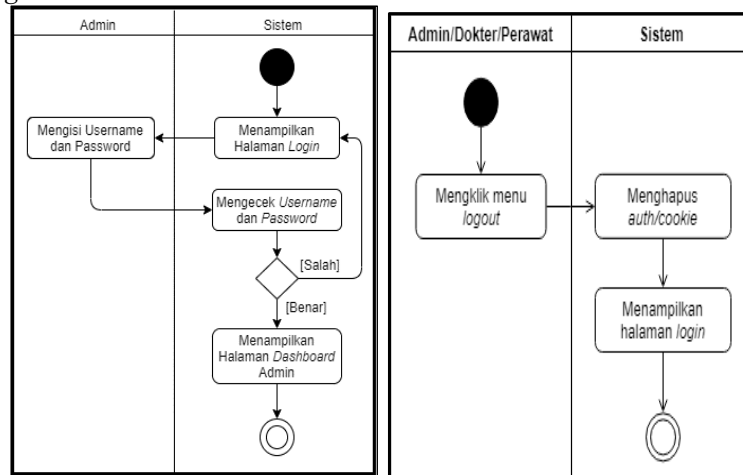 g
Admin
Sistem
Menampilkan
Halaman Login
Mengisi Username
dan Password
Mengecek Username
dan Password
[Salah]
[Benar]
Menampilkan
Halaman Dashboard
Admin
Admin/Dokter/Perawat
Sistem
Mengklik menu
logout
Menghapus
auth/cookie
Menampilkan
halaman login